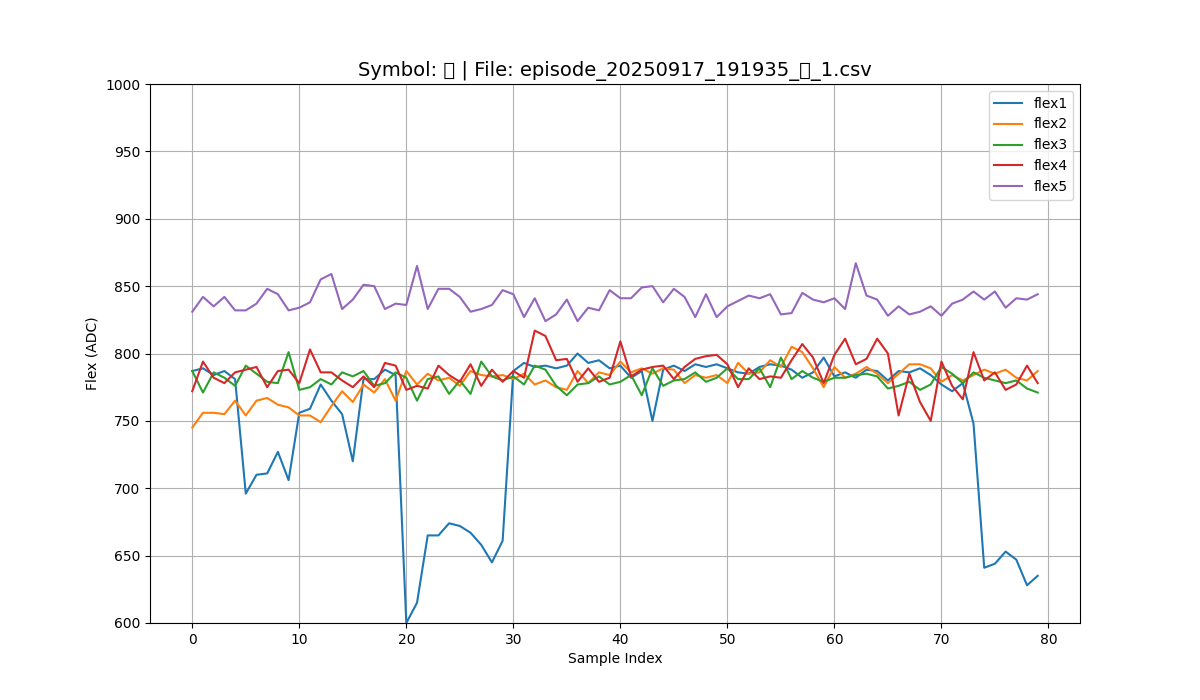 Symbol: | File: episode_20250917_191935_ _1.csv
1000
950
900
850
800
750
700
650
600
Flex (ADC)
0 10 20 30 40 50 60 70 80
Sample Index
flex1
flex2
flex3
flex4
flex5